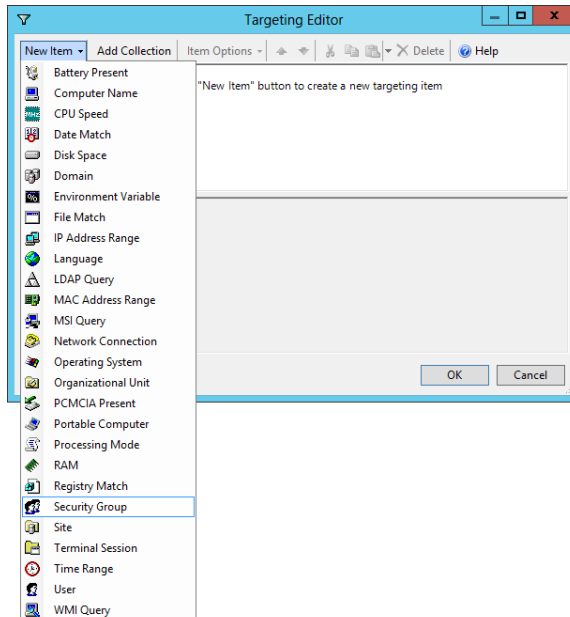 Targeting Editor
New Item Add Collection Item Options Delete Help
"New Item" button to create a new targeting item
Battery Present
Computer Name
MHz CPU Speed
Date Match
Disk Space
Domain
% Environment Variable
File Match
IP Address Range
Language
LDAP Query
MAC Address Range
MSI Query
Network Connection
Operating System
Organizational Unit
PCMCIA Present
Portable Computer
Processing Mode
RAM
Registry Match
Security Group
Site
Terminal Session
Time Range
User
WMI Query
OK Cancel